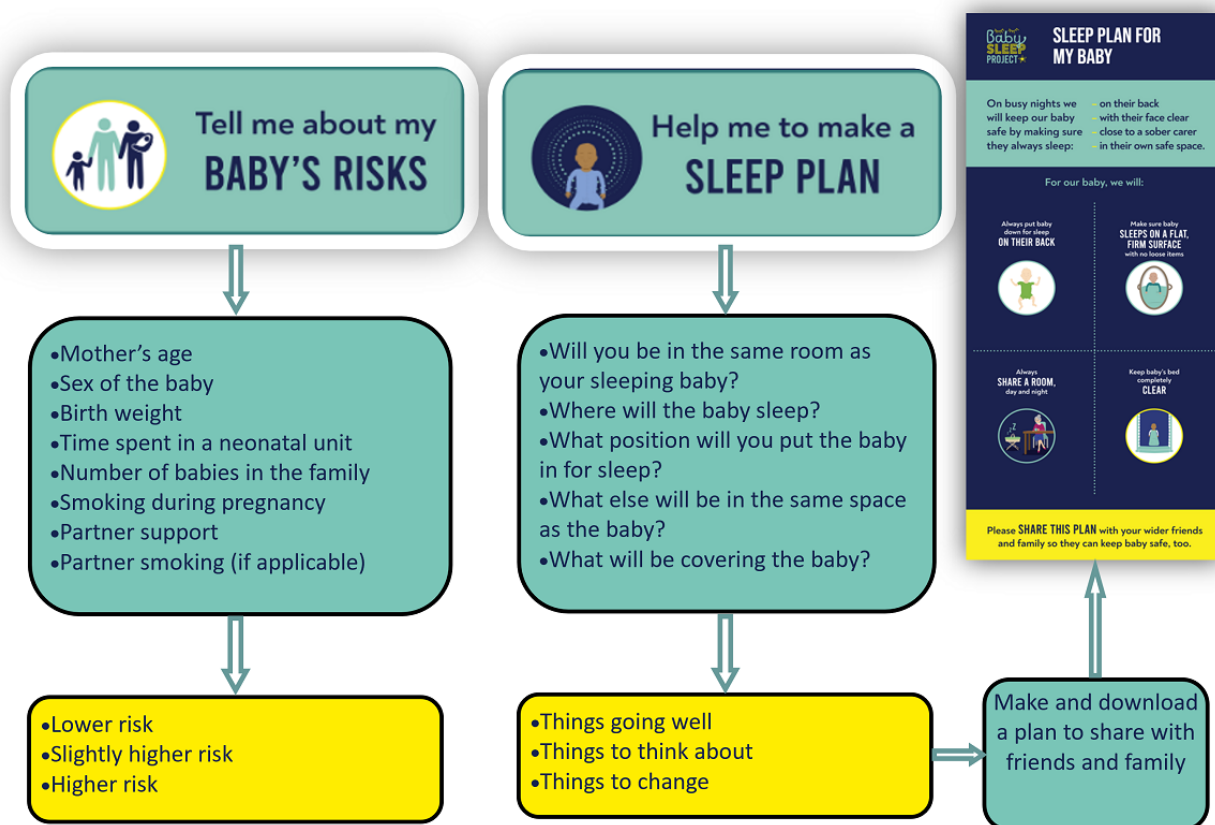 Tell me about my
BABY'S RISKS
•Mother's age
•Sex of the baby
•Birth weight
•Time spent in a neonatal unit
•Number of babies in the family
•Smoking during pregnancy
•Partner support
•Partner smoking (if applicable)
•Lower risk
•Slightly higher risk
•Higher risk
Help me to make a
SLEEP PLAN
•Will you be in the same room as
your sleeping baby?
•Where will the baby sleep?
•What position will you put the baby
in for sleep?
•What else will be in the same space
as the baby?
•What will be covering the baby?
•Things going well
•Things to think about
•Things to change
Make and download
a plan to share with
friends and family
Baby
SLEEP
PROJECT
SLEEP PLAN FOR
MY BABY
On busy nights we
will keep our baby
safe by making sure
they always sleep:
– on their back
– with their face clear
– close to a sober carer
– in their own safe space.
For our baby, we will:
Always put baby
down for sleep
ON THEIR BACK
Make sure baby
SLEEPS ON A FLAT,
FIRM SURFACE
with no loose items
Always
SHARE A ROOM,
day and night
Keep baby's bed
completely
CLEAR
Please SHARE THIS PLAN with your wider friends
and family so they can keep baby safe, too.